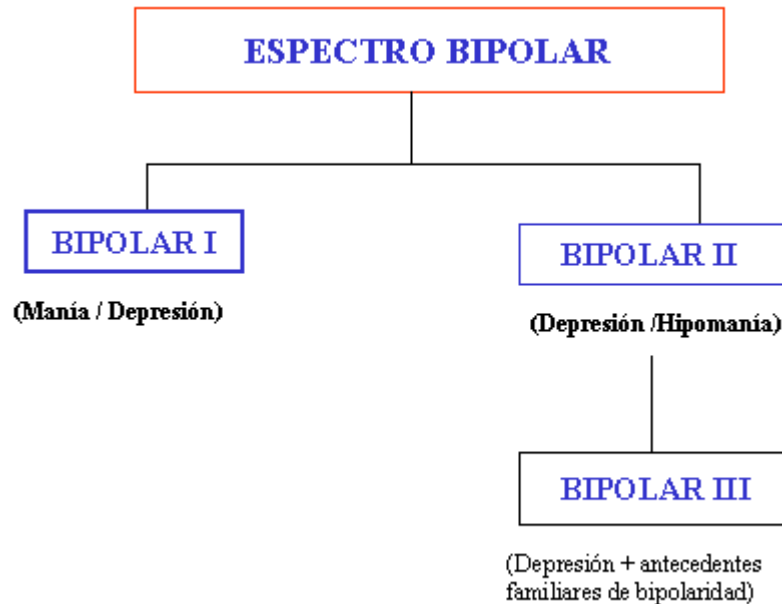 ESPECTRO BIPOLAR
BIPOLAR I
(Manía / Depresión)
BIPOLAR II
(Depresión /Hipomanía)
BIPOLAR III
(Depresión + antecedentes
familiares de bipolaridad)